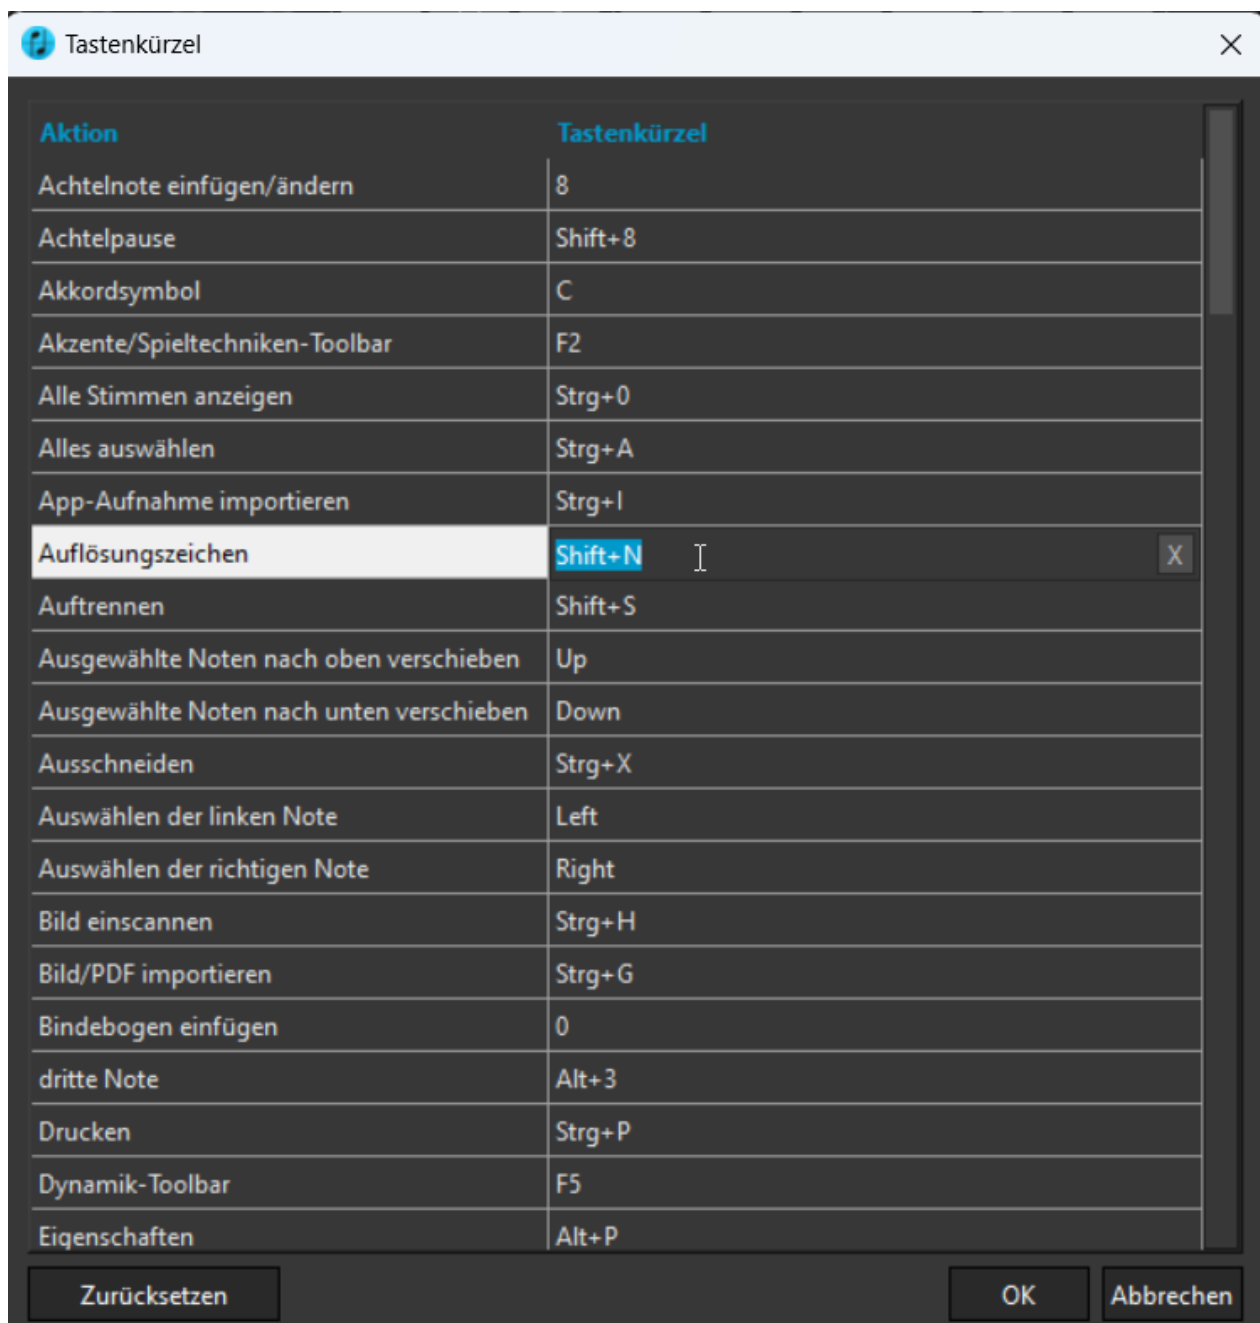 Tastenkürzel
Aktion Tastenkürzel
Achtelnote einfügen/ändern 8
Achtelpause Shift+8
Akkordsymbol C
Akzente/Spieltechniken-Toolbar F2
Alle Stimmen anzeigen Strg+0
Alles auswählen Strg+A
App-Aufnahme importieren Strg+I
Auflösungszeichen Shift+N X
Auftrennen Shift+S
Ausgewählte Noten nach oben verschieben Up
Ausgewählte Noten nach unten verschieben Down
Ausschneiden Strg+X
Auswählen der linken Note Left
Auswählen der richtigen Note Right
Bild einscannen Strg+H
Bild/PDF importieren Strg+G
Bindebogen einfügen 0
dritte Note Alt+3
Drucken Strg+P
Dynamik-Toolbar F5
Eigenschaften Alt+P
Zurücksetzen OK Abbrechen